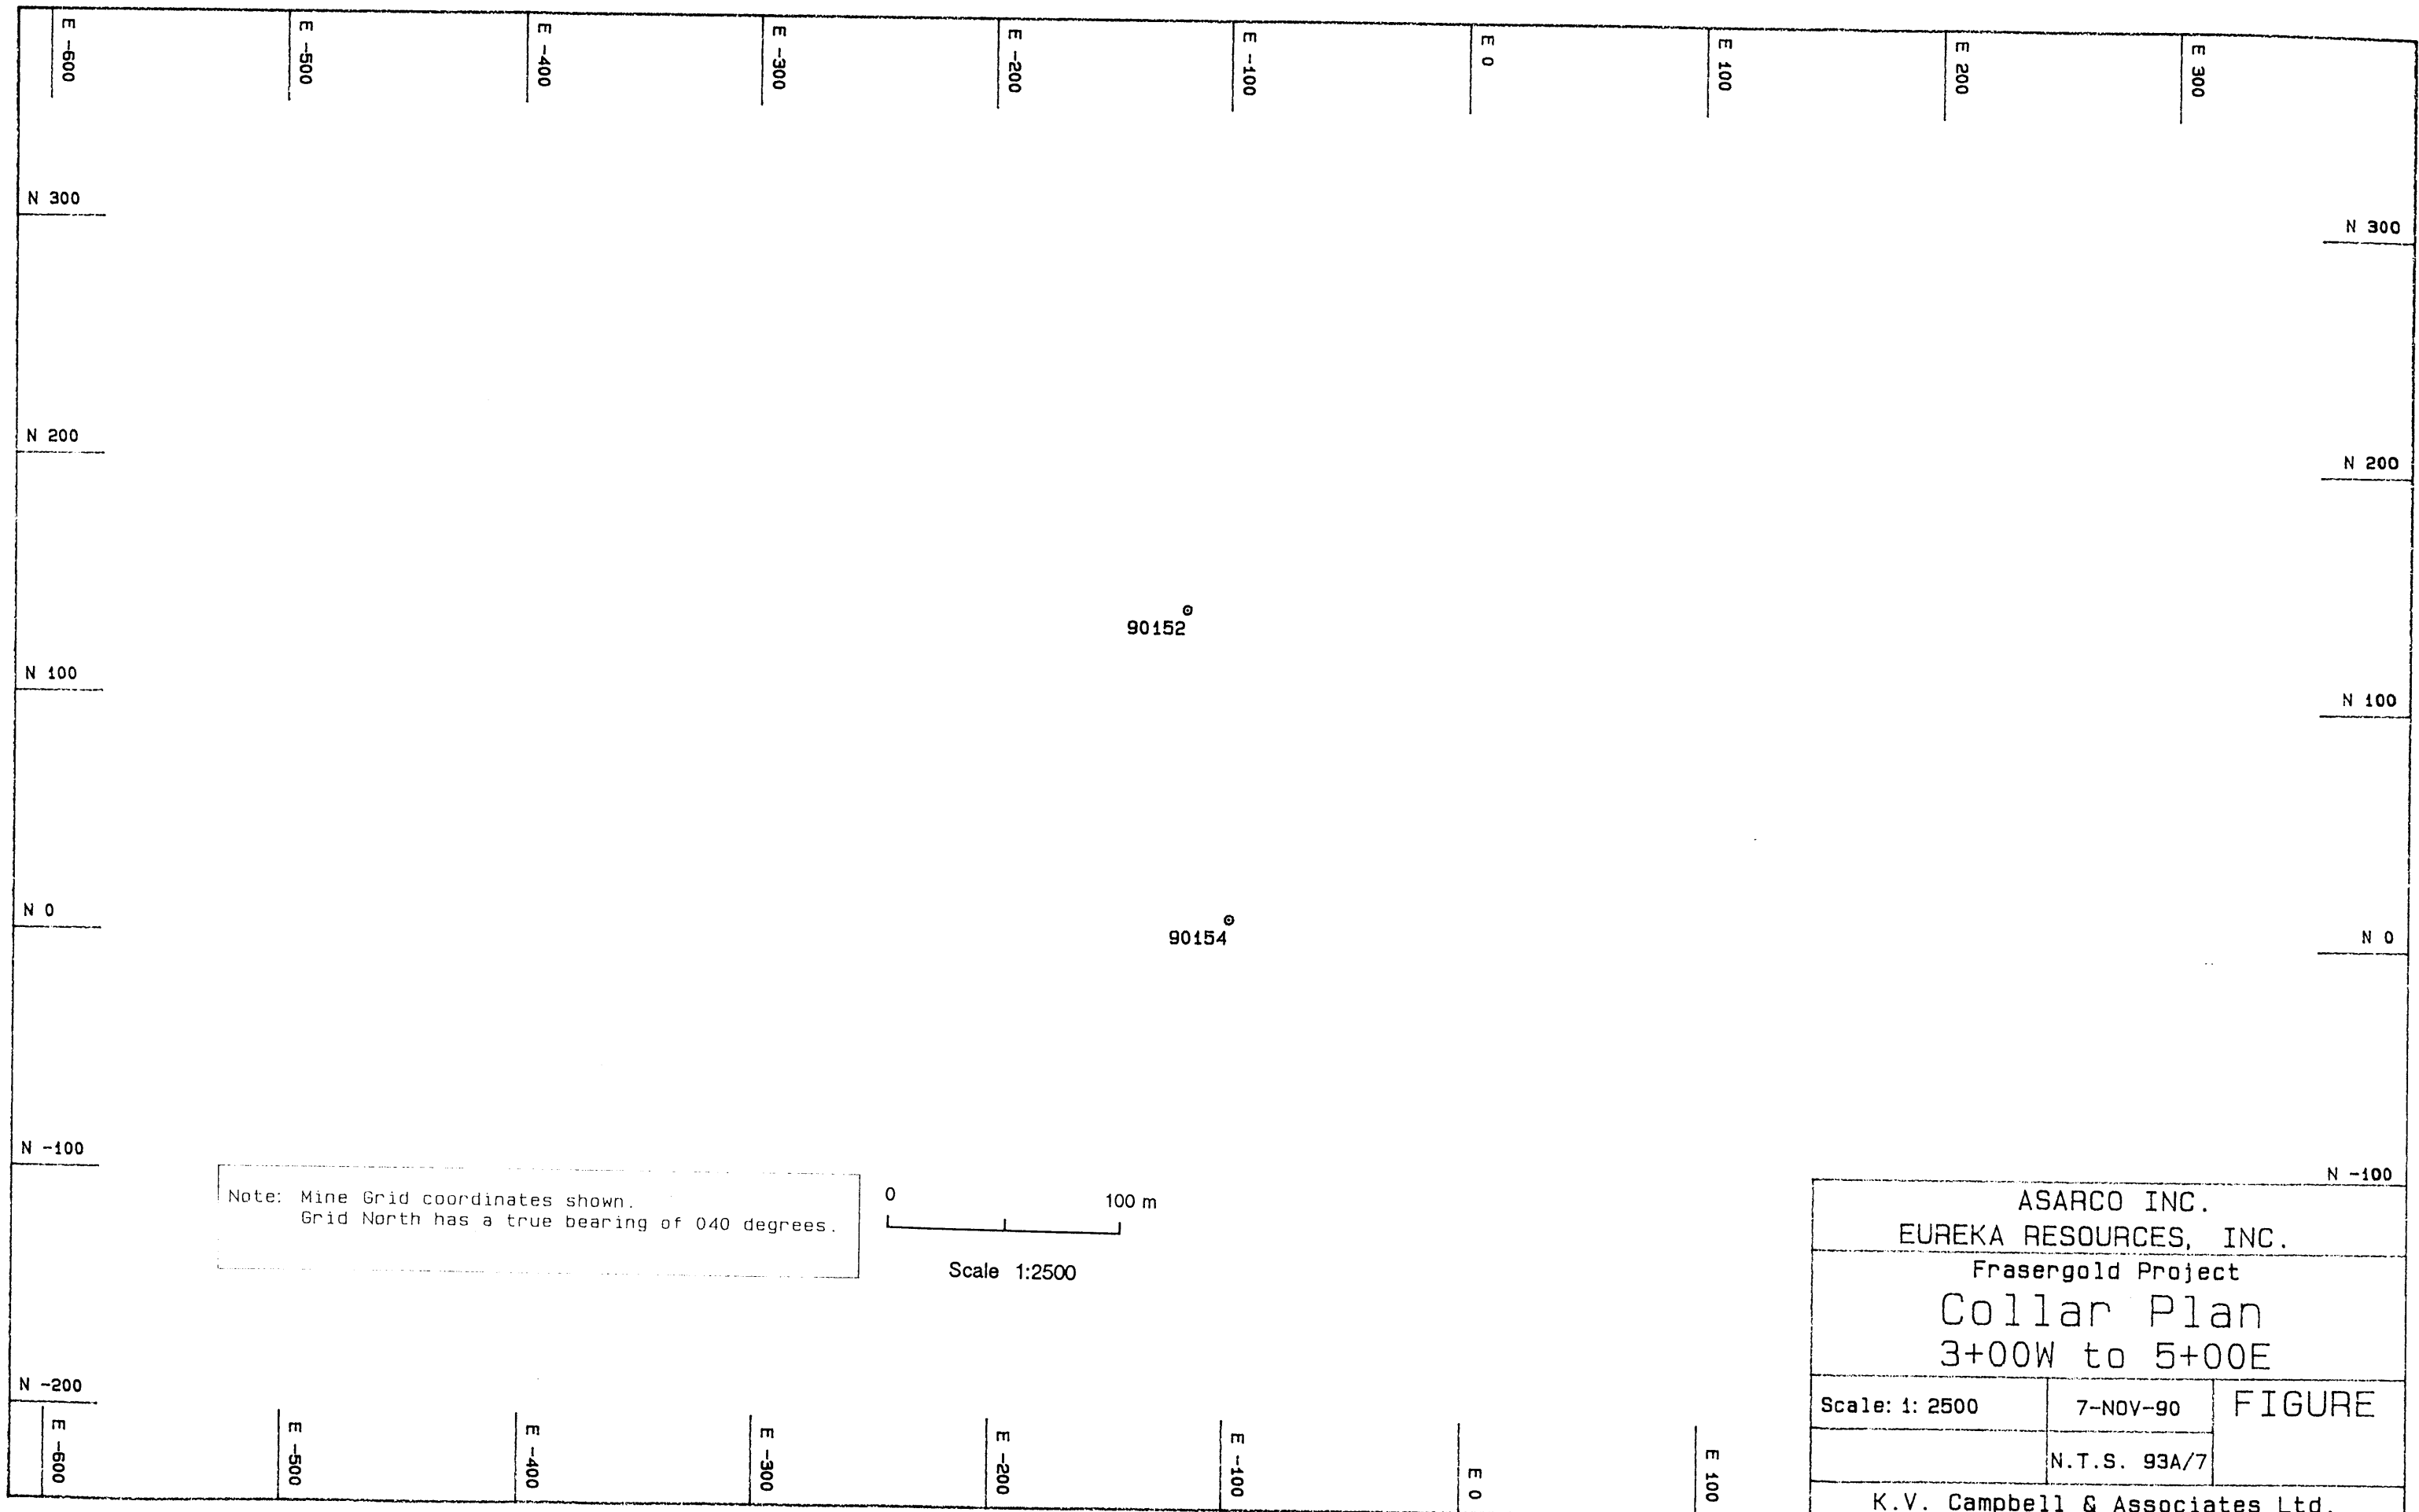 E -600
E -500
E -400
E -300
E -200
E -100
E 0
E 100
E 200
E 300
N 300
N 300
N 200
N 200
90152
N 100
N 100
N 0
90154
N 0
N -100
N -100
Note: Mine Grid coordinates shown.
Grid North has a true bearing of 040 degrees.
0 100 m
Scale 1:2500
ASARCO INC.
EUREKA RESOURCES, INC.
Frasergold Project
Collar Plan
3+00W to 5+00E
Scale: 1: 2500 7-NOV-90 FIGURE
N.T.S. 93A/7
K.V. Campbell & Associates Ltd.
N -200
E -600
E -500
E -400
E -300
E -200
E -100
E 0
E 100